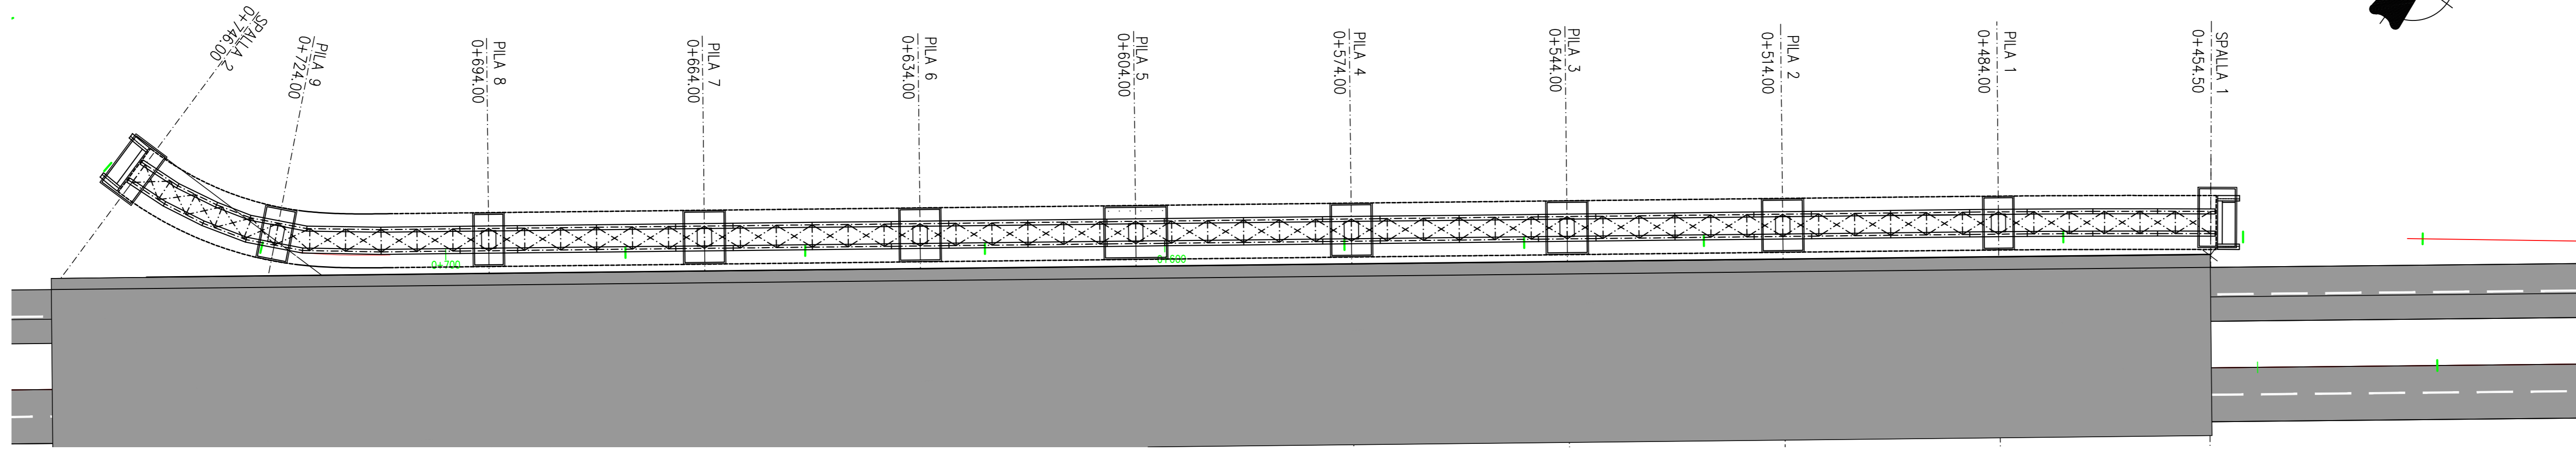 SPALLA 2
0+746.00
PILA 9
0+724.00
PILA 8
0+694.00
PILA 7
0+664.00
PILA 6
0+634.00
PILA 5
0+604.00
PILA 4
0+574.00
PILA 3
0+544.00
PILA 2
0+514.00
PILA 1
0+484.00
SPALLA 1
0+454.50
0+700
0+600